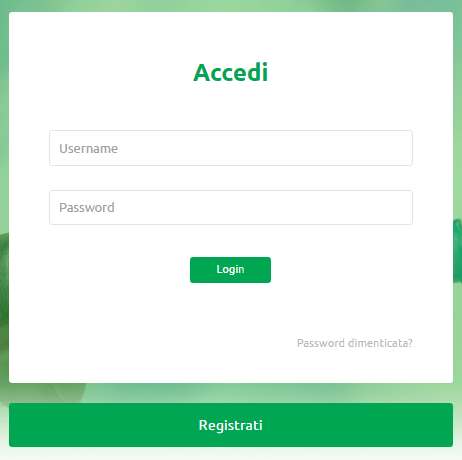 Accedi
Username
Password
Login
Password dimenticata?
Registrati